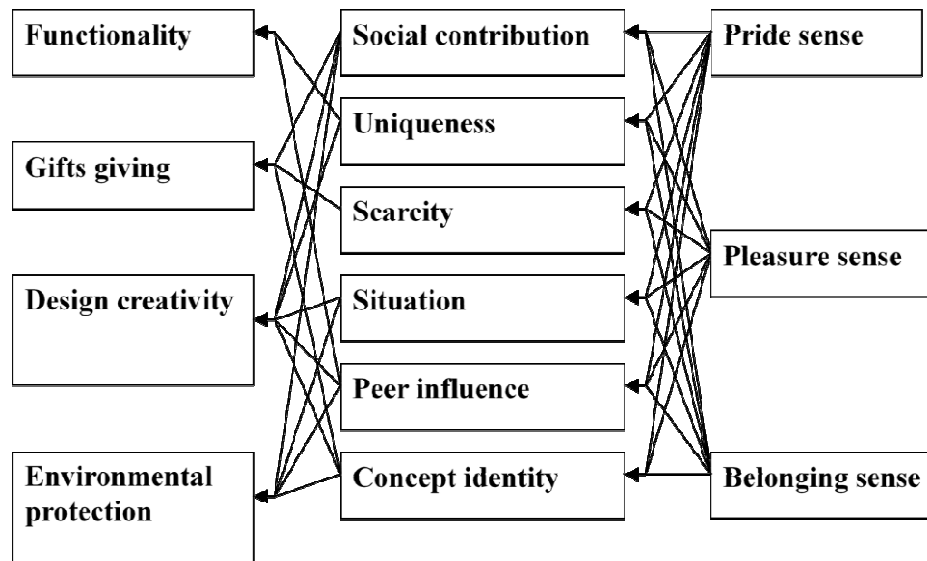 Functionality
Gifts giving
Design creativity
Environmental
protection
Social contribution
Uniqueness
Scarcity
Situation
Peer influence
Concept identity
Pride sense
Pleasure sense
Belonging sense